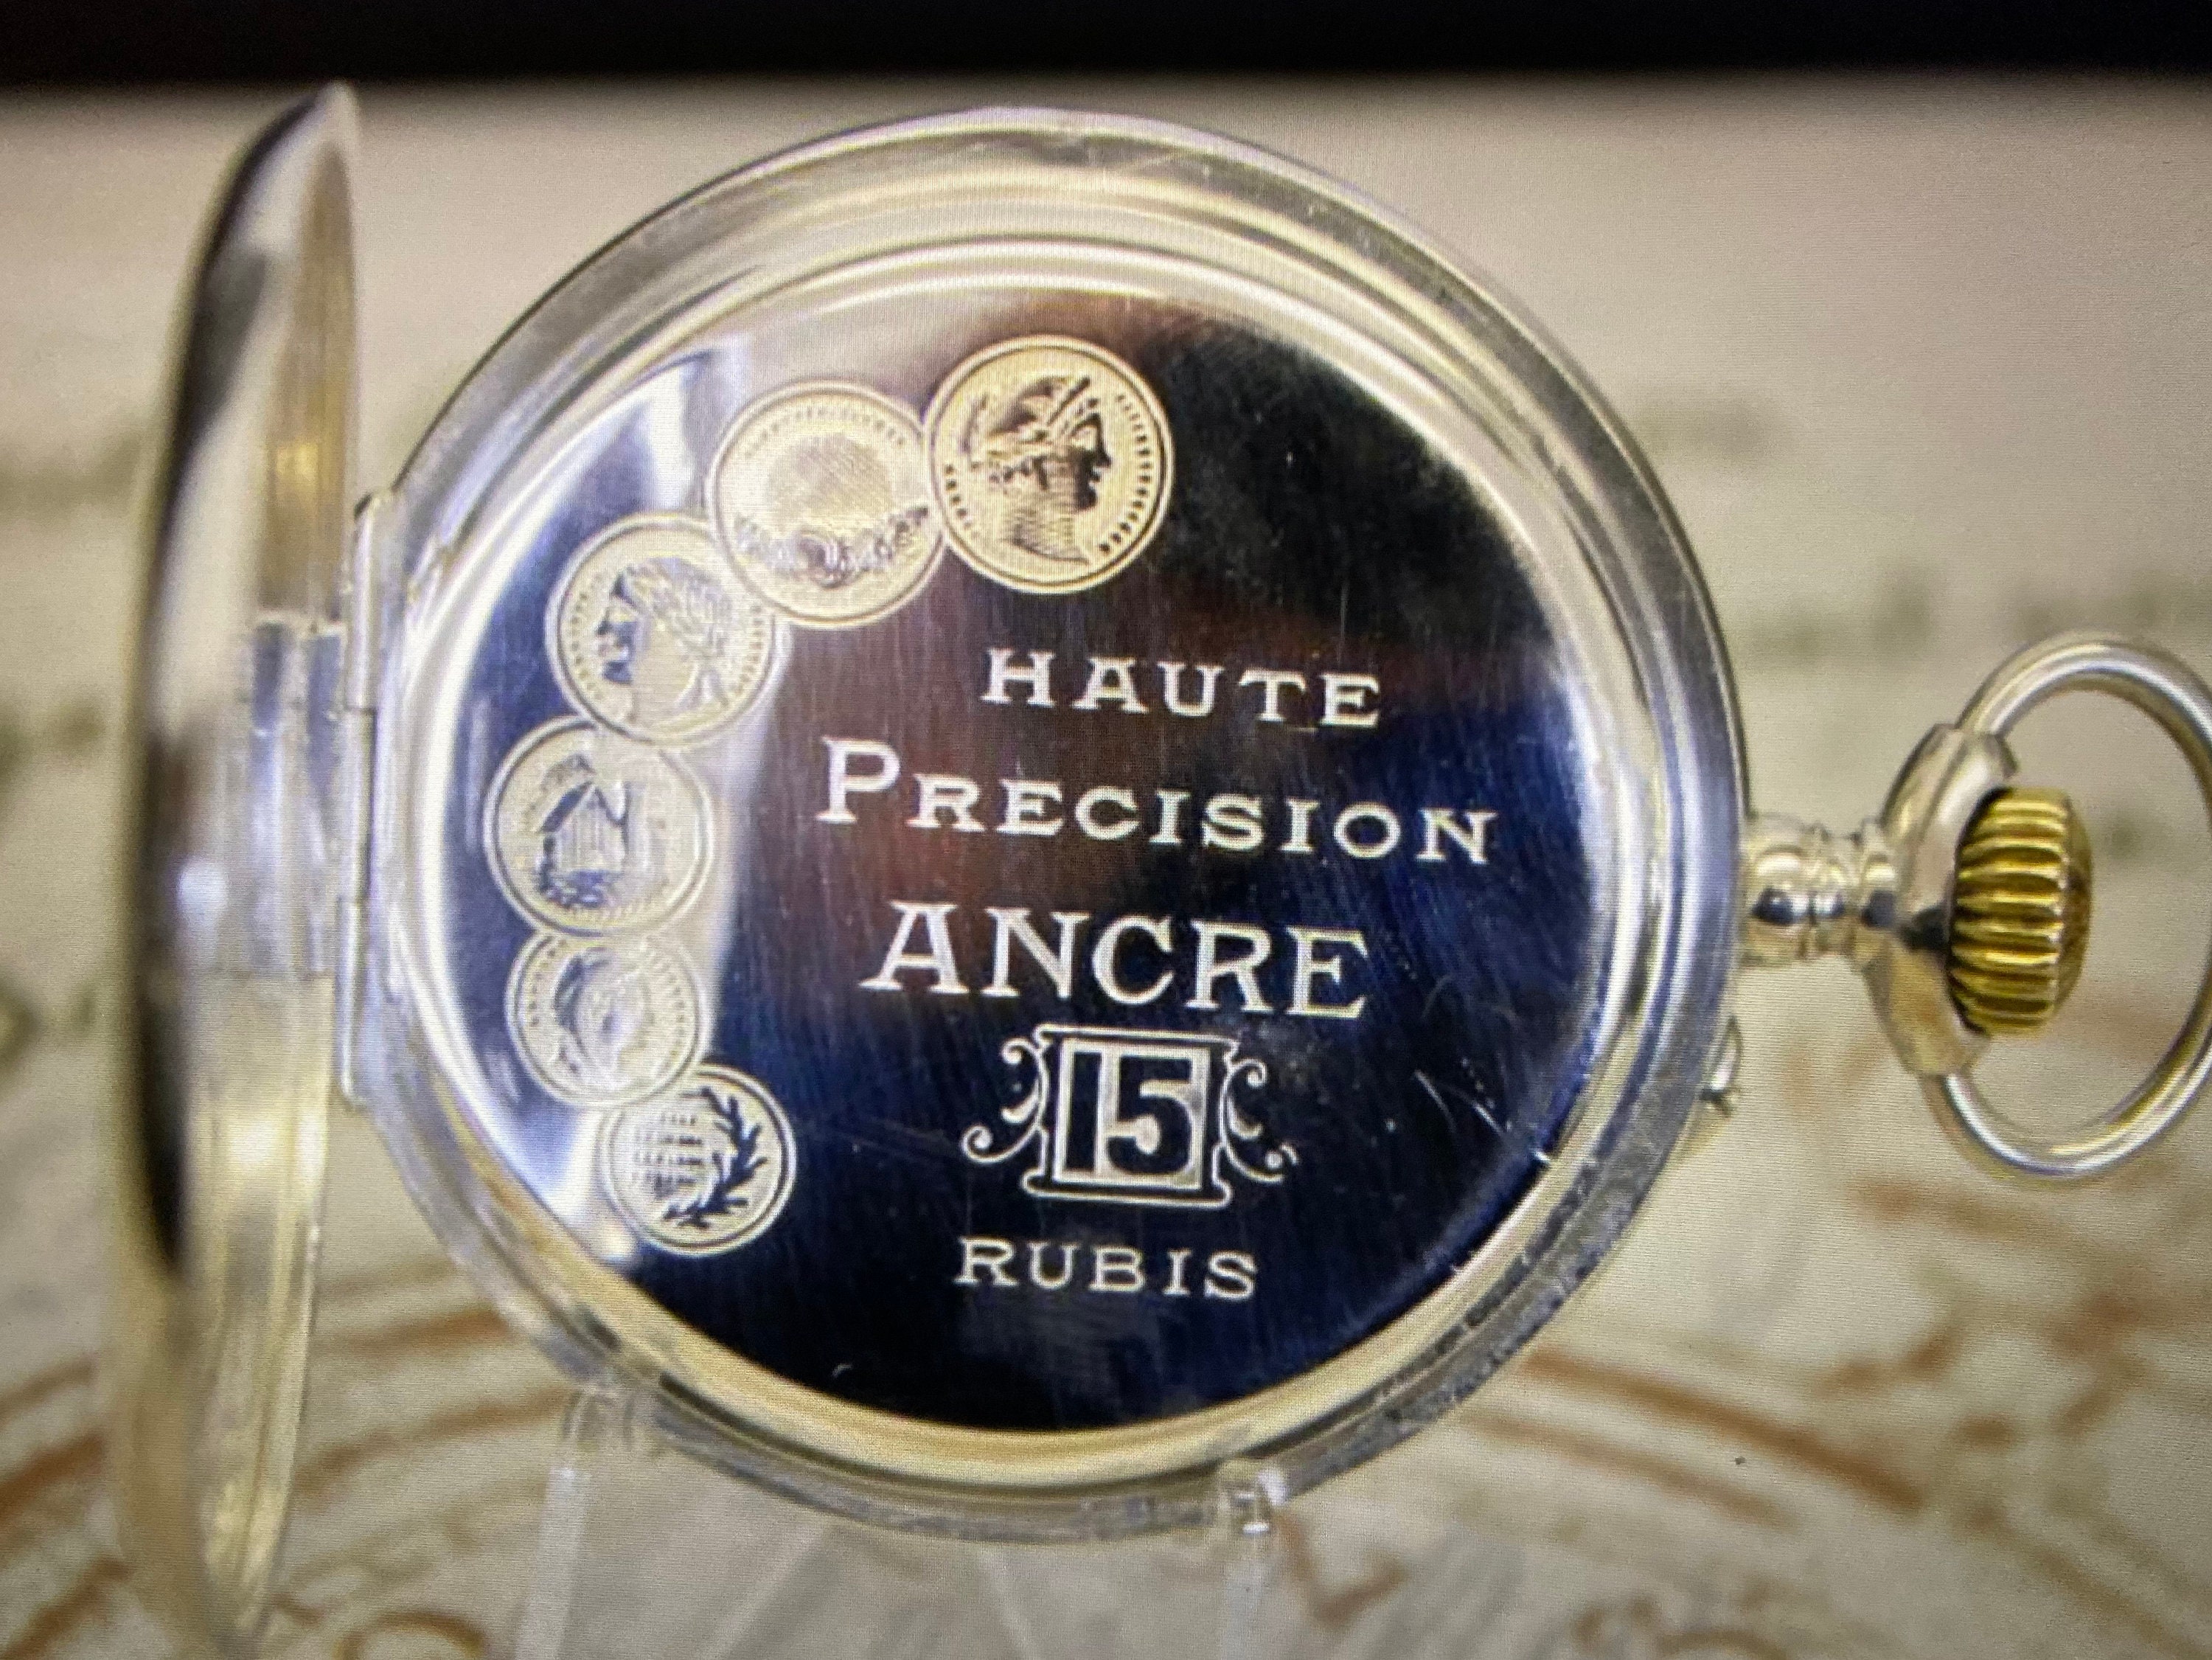 HAUTE
PRECISION
ANCRE
15
RUBIS